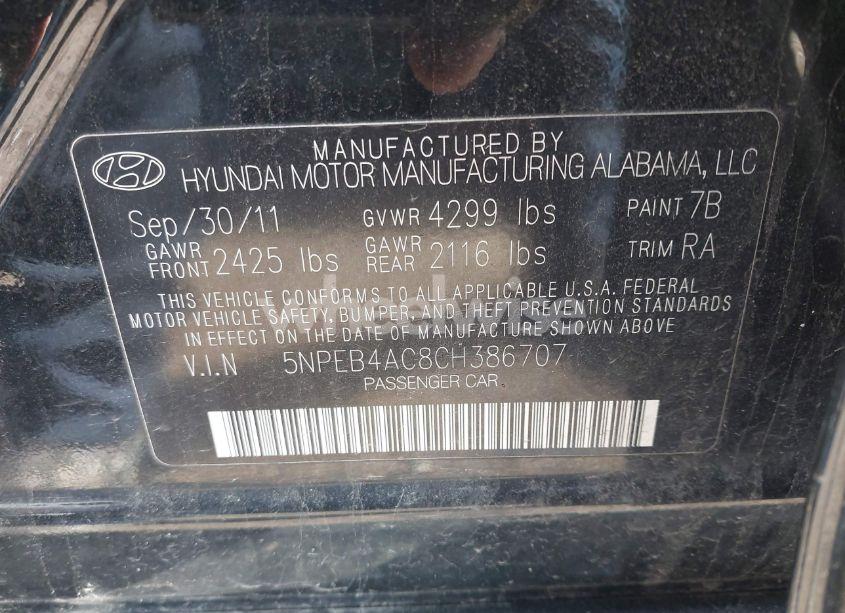 MANUFACTURED BY
HYUNDAI MOTOR MANUFACTURING ALABAMA, LLC
Sep/30/11 GVWR 4299 lbs PAINT 7B
GAWR FRONT 2425 lbs GAWR REAR 2116 lbs TRIM RA
THIS VEHICLE CONFORMS TO ALL APPLICABLE U.S.A. FEDERAL
MOTOR VEHICLE SAFETY, BUMPER, AND THEFT PREVENTION STANDARDS
IN EFFECT ON THE DATE OF MANUFACTURE SHOWN ABOVE.
V.I.N 5NPEB4AC8CH386707
PASSENGER CAR